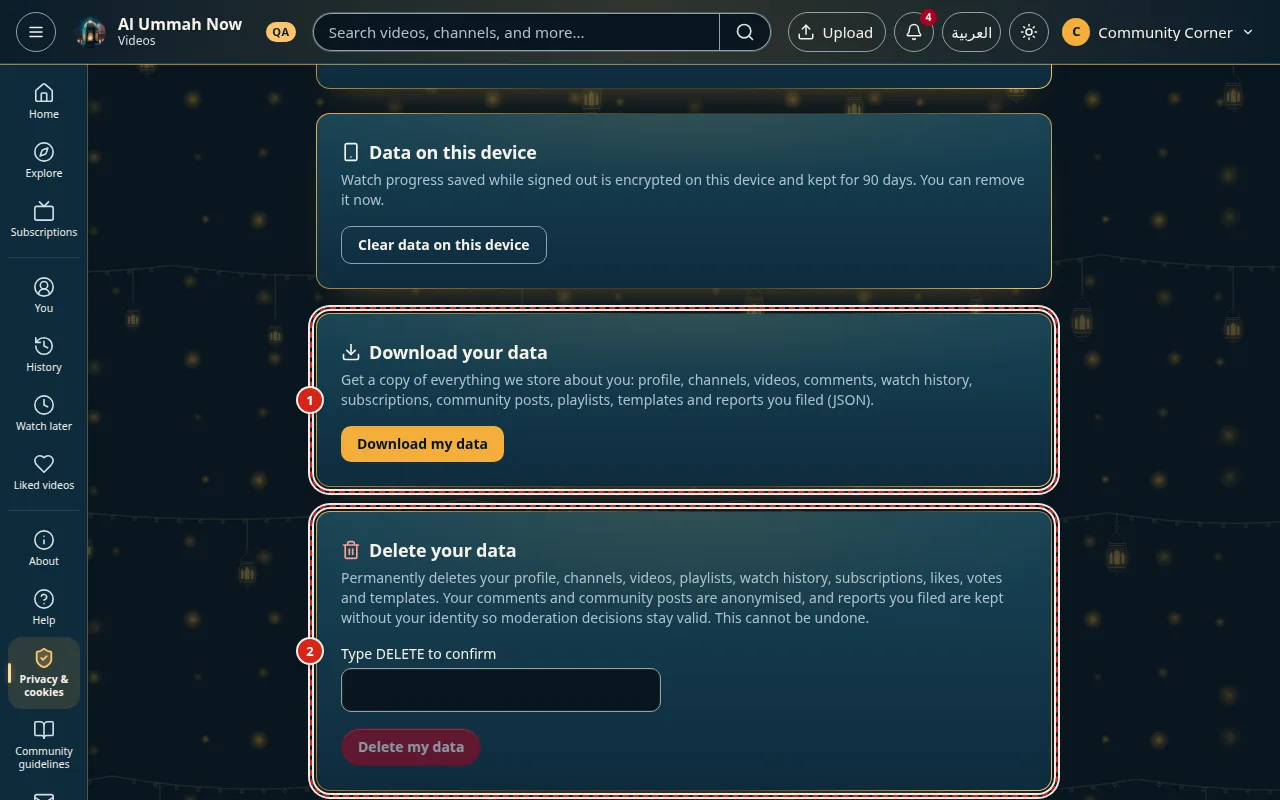 AI Ummah Now
Videos
QA
Search videos, channels, and more...
Upload
4
العربية
C
Community Corner
Home
Explore
Subscriptions
You
History
Watch later
Liked videos
About
Help
Privacy &
cookies
Community
guidelines
Data on this device
Watch progress saved while signed out is encrypted on this device and kept for 90 days. You can remove
it now.
Clear data on this device
1
Download your data
Get a copy of everything we store about you: profile, channels, videos, comments, watch history,
subscriptions, community posts, playlists, templates and reports you filed (JSON).
Download my data
2
Delete your data
Permanently deletes your profile, channels, videos, playlists, watch history, subscriptions, likes, votes
and templates. Your comments and community posts are anonymised, and reports you filed are kept
without your identity so moderation decisions stay valid. This cannot be undone.
Type DELETE to confirm
Delete my data